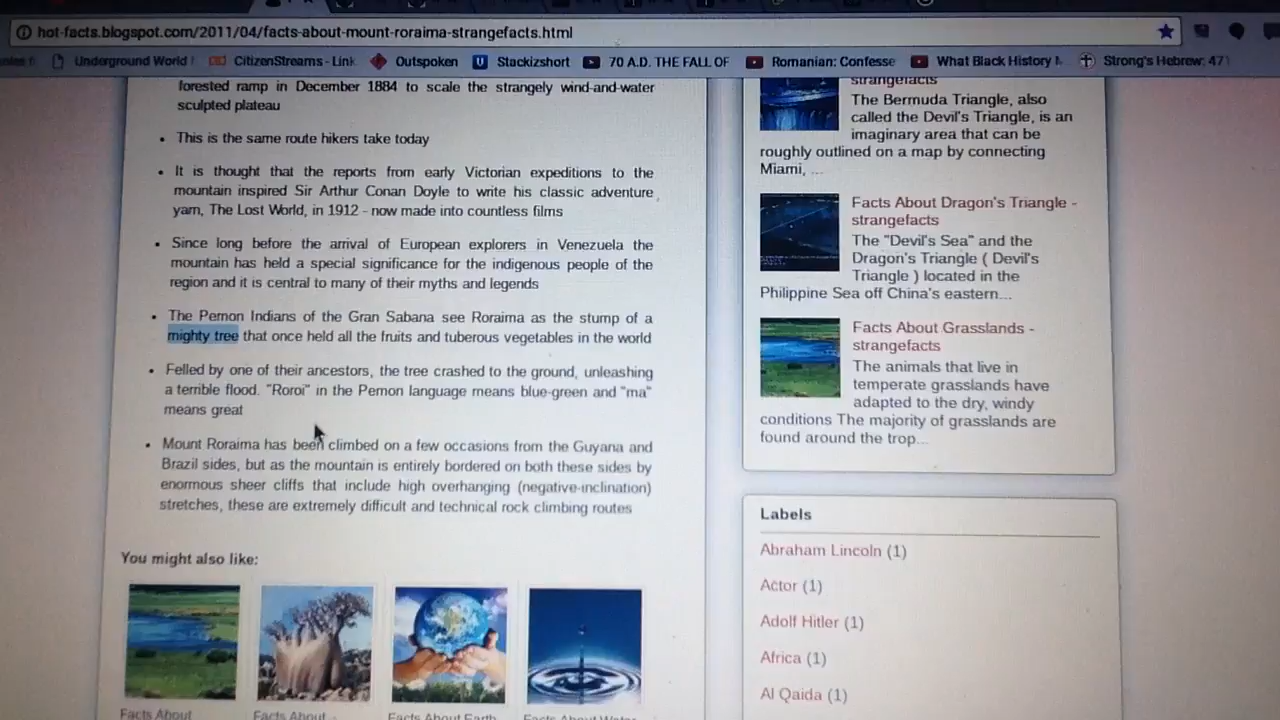 hot-facts.blogspot.com/2011/04/facts-about-mount-roraima-strangefacts.html
Underground World
CitizenStreams - Link
Outspoken
Stackizshort
70 A.D. THE FALL OF
Romanian: Confesse
What Black History M
Strong's Hebrew: 47
forested ramp in December 1884 to scale the strangely wind-and-water
sculpted plateau
This is the same route hikers take today
It is thought that the reports from early Victorian expeditions to the
mountain inspired Sir Arthur Conan Doyle to write his classic adventure
yarn, The Lost World, in 1912 - now made into countless films
Since long before the arrival of European explorers in Venezuela the
mountain has held a special significance for the indigenous people of the
region and it is central to many of their myths and legends
The Pemon Indians of the Gran Sabana see Roraima as the stump of a
mighty tree that once held all the fruits and tuberous vegetables in the world
Felled by one of their ancestors, the tree crashed to the ground, unleashing
a terrible flood. "Roroi" in the Pemon language means blue-green and "ma"
means great
Mount Roraima has been climbed on a few occasions from the Guyana and
Brazil sides, but as the mountain is entirely bordered on both these sides by
enormous sheer cliffs that include high overhanging (negative-inclination)
stretches, these are extremely difficult and technical rock climbing routes
You might also like:
Facts About
Facts About
Facts About Earth
Facts About Water
strangefacts
The Bermuda Triangle, also
called the Devil's Triangle, is an
imaginary area that can be
roughly outlined on a map by connecting
Miami, ...
Facts About Dragon's Triangle -
strangefacts
The "Devil's Sea" and the
Dragon's Triangle ( Devil's
Triangle ) located in the
Philippine Sea off China's eastern...
Facts About Grasslands -
strangefacts
The animals that live in
temperate grasslands have
adapted to the dry, windy
conditions The majority of grasslands are
found around the trop...
Labels
Abraham Lincoln (1)
Actor (1)
Adolf Hitler (1)
Africa (1)
Al Qaida (1)